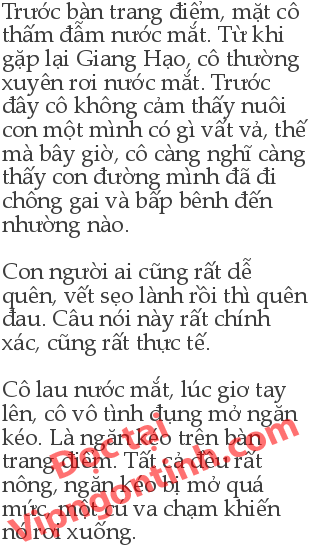 Trước bàn trang điểm, mặt cô
thấm đẫm nước mắt. Từ khi
gặp lại Giang Hạo, cô thường
xuyên rơi nước mắt. Trước
đây cô không cảm thấy nuôi
con một mình có gì vất vả, thế
mà bây giờ, cô càng nghĩ càng
thấy con đường mình đã đi
chông gai và bấp bênh đến
nhường nào.
Con người ai cũng rất dễ
quên, vết sẹo lành rồi thì quên
đau. Câu nói này rất chính
xác, cũng rất thực tế.
Cô lau nước mắt, lúc giơ tay
lên, cô vô tình đụng mở ngăn
kéo. Là ngăn kéo trên bàn
trang điểm. Tất cả đều rất
nông, ngăn kéo bị mở quá
mức, một cú va chạm khiến
nó rơi xuống.
Đọc tại
Vipngontinh.com